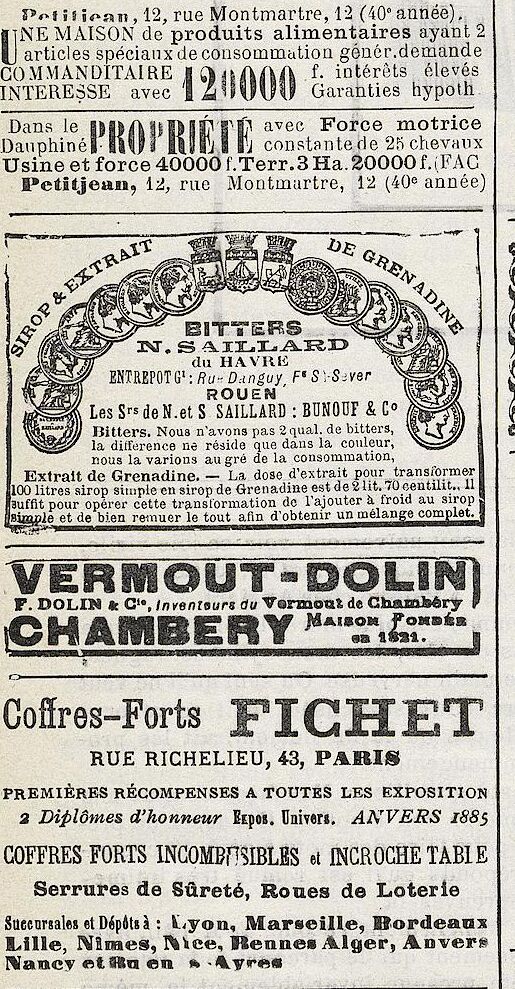 Petitjean, 12, rue Montmartre, 12 (40e année).
UNE MAISON de produits alimentaires ayant 2
articles spéciaux de consommation génér. demande
COMMANDITAIRE 120000 f. intérêts élevés
INTERESSE avec Garanties hypoth
Dans le PROPRIÉTÉ avec Force motrice
Dauphiné constante de 25 chevaux
Usine et force 40000 f. Terr. 3 Ha. 20000 f. (FAC
Petitjean, 12, rue Montmartre, 12 (40e année)
SIROP & EXTRAIT DE GRENADINE
BITTERS
N. SAILLARD
du HAVRE
ENTREPOT Gl: Rue Danguy, Fg St-Sever
ROUEN
Les Srs de N. et S SAILLARD : BUNOUF & Co
Bitters. Nous n'avons pas 2 qual. de bitters,
la difference ne réside que dans la couleur,
nous la varions au gré de la consommation,
Extrait de Grenadine. — La dose d'extrait pour transformer
100 litres sirop simple en sirop de Grenadine est de 2 lit. 70 centilit.. Il
suffit pour opérer cette transformation de l'ajouter à froid au sirop
simple et de bien remuer le tout afin d'obtenir un mélange complet.
VERMOUT-DOLIN
F. DOLIN & Cie, Inventeurs du Vermout de Chambéry
CHAMBERY MAISON FONDÉE
en 1821.
Coffres-Forts FICHET
RUE RICHELIEU, 43, PARIS
PREMIÈRES RÉCOMPENSES A TOUTES LES EXPOSITION
2 Diplômes d'honneur Expos. Univers. ANVERS 1885
COFFRES FORTS INCOMBUSIBLES et INCROCHETABLE
Serrures de Sûreté, Roues de Loterie
Succursales et Dépôts à : Lyon, Marseille, Bordeaux
Lille, Nîmes, Nice, Rennes Alger, Anvers
Nancy et Ayres